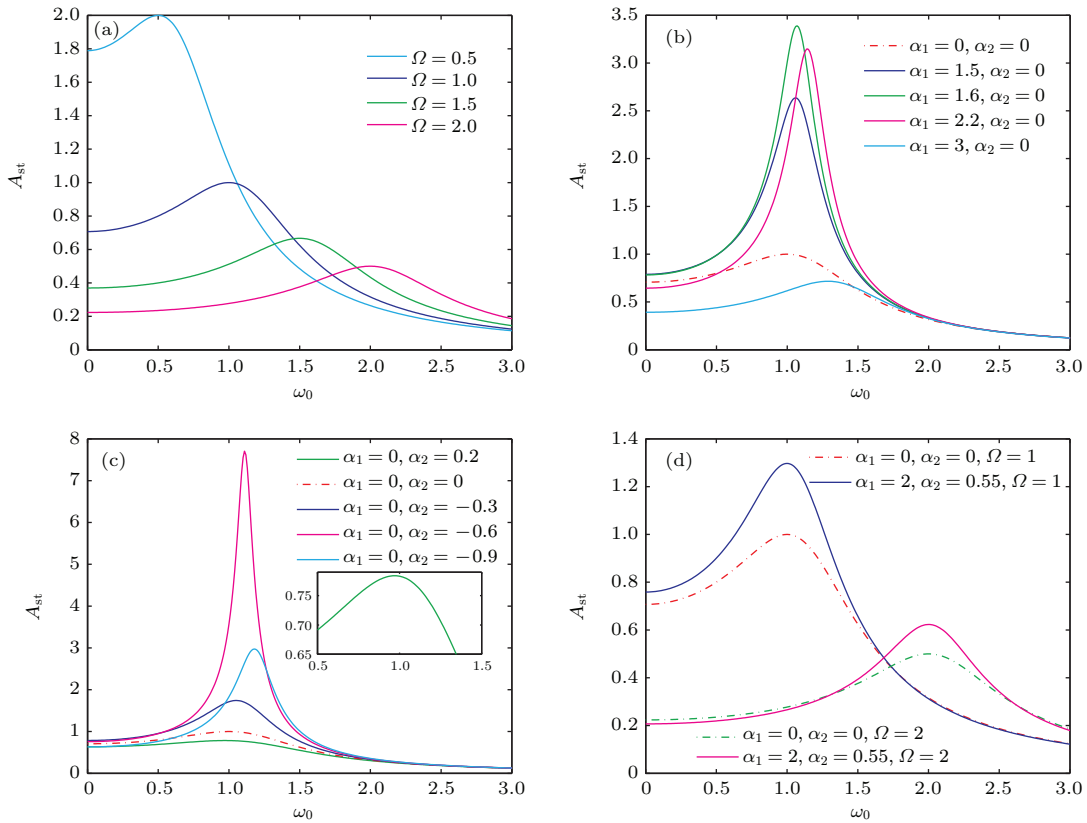 (a)
Ω = 0.5
Ω = 1.0
Ω = 1.5
Ω = 2.0
2.0
1.8
1.6
1.4
1.2
1.0
0.8
0.6
0.4
0.2
0
A_st
0 0.5 1.0 1.5 2.0 2.5 3.0
ω_0
(b)
α_1 = 0, α_2 = 0
α_1 = 1.5, α_2 = 0
α_1 = 1.6, α_2 = 0
α_1 = 2.2, α_2 = 0
α_1 = 3, α_2 = 0
3.5
3.0
2.5
2.0
1.5
1.0
0.5
0
A_st
0 0.5 1.0 1.5 2.0 2.5 3.0
ω_0
(c)
α_1 = 0, α_2 = 0.2
α_1 = 0, α_2 = 0
α_1 = 0, α_2 = −0.3
α_1 = 0, α_2 = −0.6
α_1 = 0, α_2 = −0.9
0.75
0.70
0.65
0.5 1.0 1.5
8
7
6
5
4
3
2
1
0
A_st
0 0.5 1.0 1.5 2.0 2.5 3.0
ω_0
(d)
α_1 = 0, α_2 = 0, Ω = 1
α_1 = 2, α_2 = 0.55, Ω = 1
α_1 = 0, α_2 = 0, Ω = 2
α_1 = 2, α_2 = 0.55, Ω = 2
1.4
1.2
1.0
0.8
0.6
0.4
0.2
0
A_st
0 0.5 1.0 1.5 2.0 2.5 3.0
ω_0